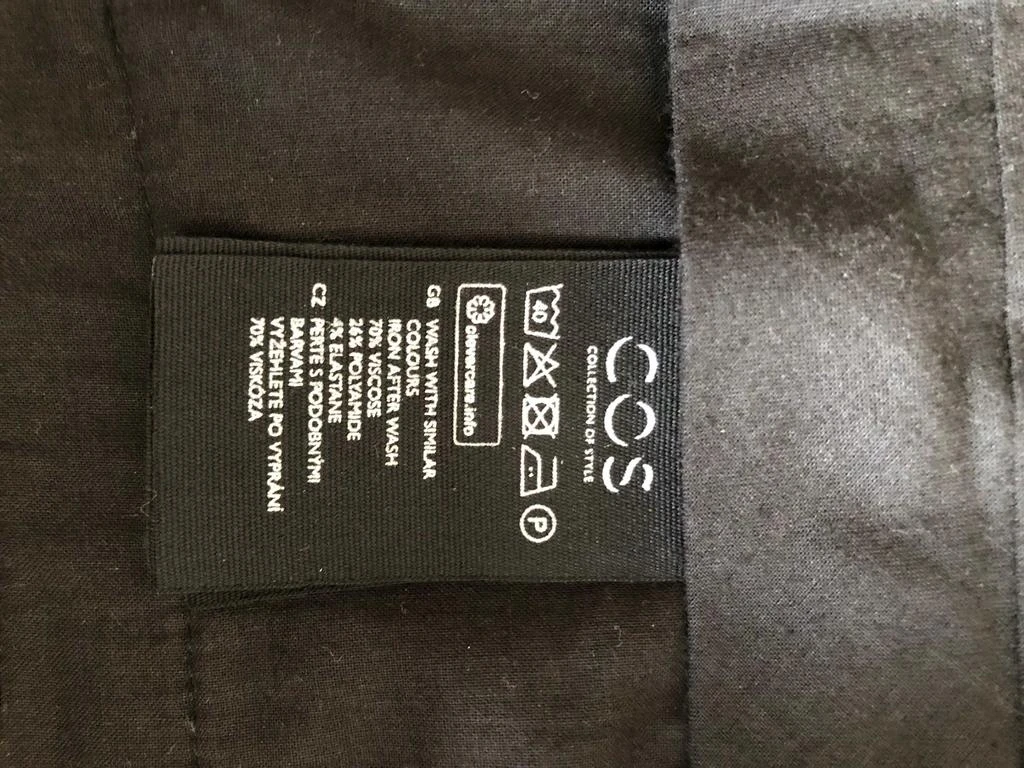 COS
COLLECTION OF STYLE
40
P
clevercare.info
GB WASH WITH SIMILAR
COLOURS
IRON AFTER WASH
70% VISCOSE
26% POLYAMIDE
4% ELASTANE
CZ PERTE S PODOBNÝMI
BARVAMI
VYŽEHLETE PO VYPRÁNÍ
70% VISKÓZA